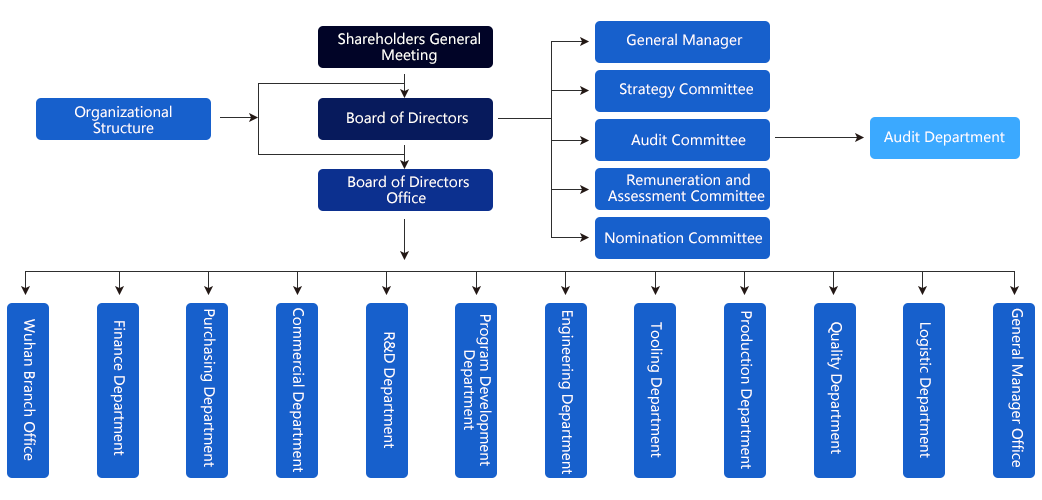 Shareholders General
Meeting
General Manager
Strategy Committee
Organizational
Structure
Board of Directors
Audit Committee
Audit Department
Board of Directors
Office
Remuneration and
Assessment Committee
Nomination Committee
Wuhan Branch Office
Finance Department
Purchasing Department
Commercial Department
R&D Department
Program Development
Department
Engineering Department
Tooling Department
Production Department
Quality Department
Logistic Department
General Manager Office